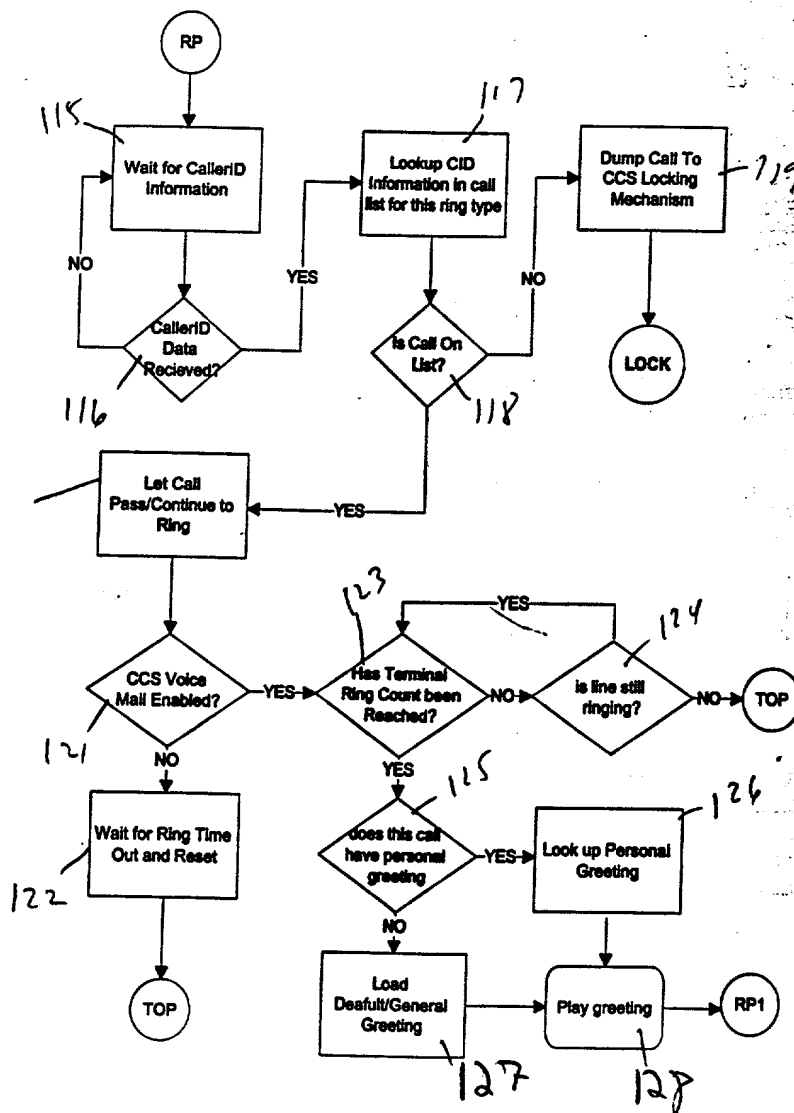 RP
115
Wait for CallerID
Information
117
Lookup CID
Information in call
list for this ring type
Dump Call To
CCS Locking
Mechanism
NO
YES
NO
CallerID
Data
Recieved?
116
Is Call On
List?
118
LOCK
Let Call
Pass/Continue to
Ring
YES
123
YES
124
CCS Voice
Mail Enabled?
YES
Has Terminal
Ring Count been
Reached?
NO
is line still
ringing?
NO
TOP
121
NO
YES
125
126
Wait for Ring Time
Out and Reset
122
does this call
have personal
greeting
YES
Look up Personal
Greeting
NO
TOP
Load
Deafult/General
Greeting
Play greeting
RP1
127
128